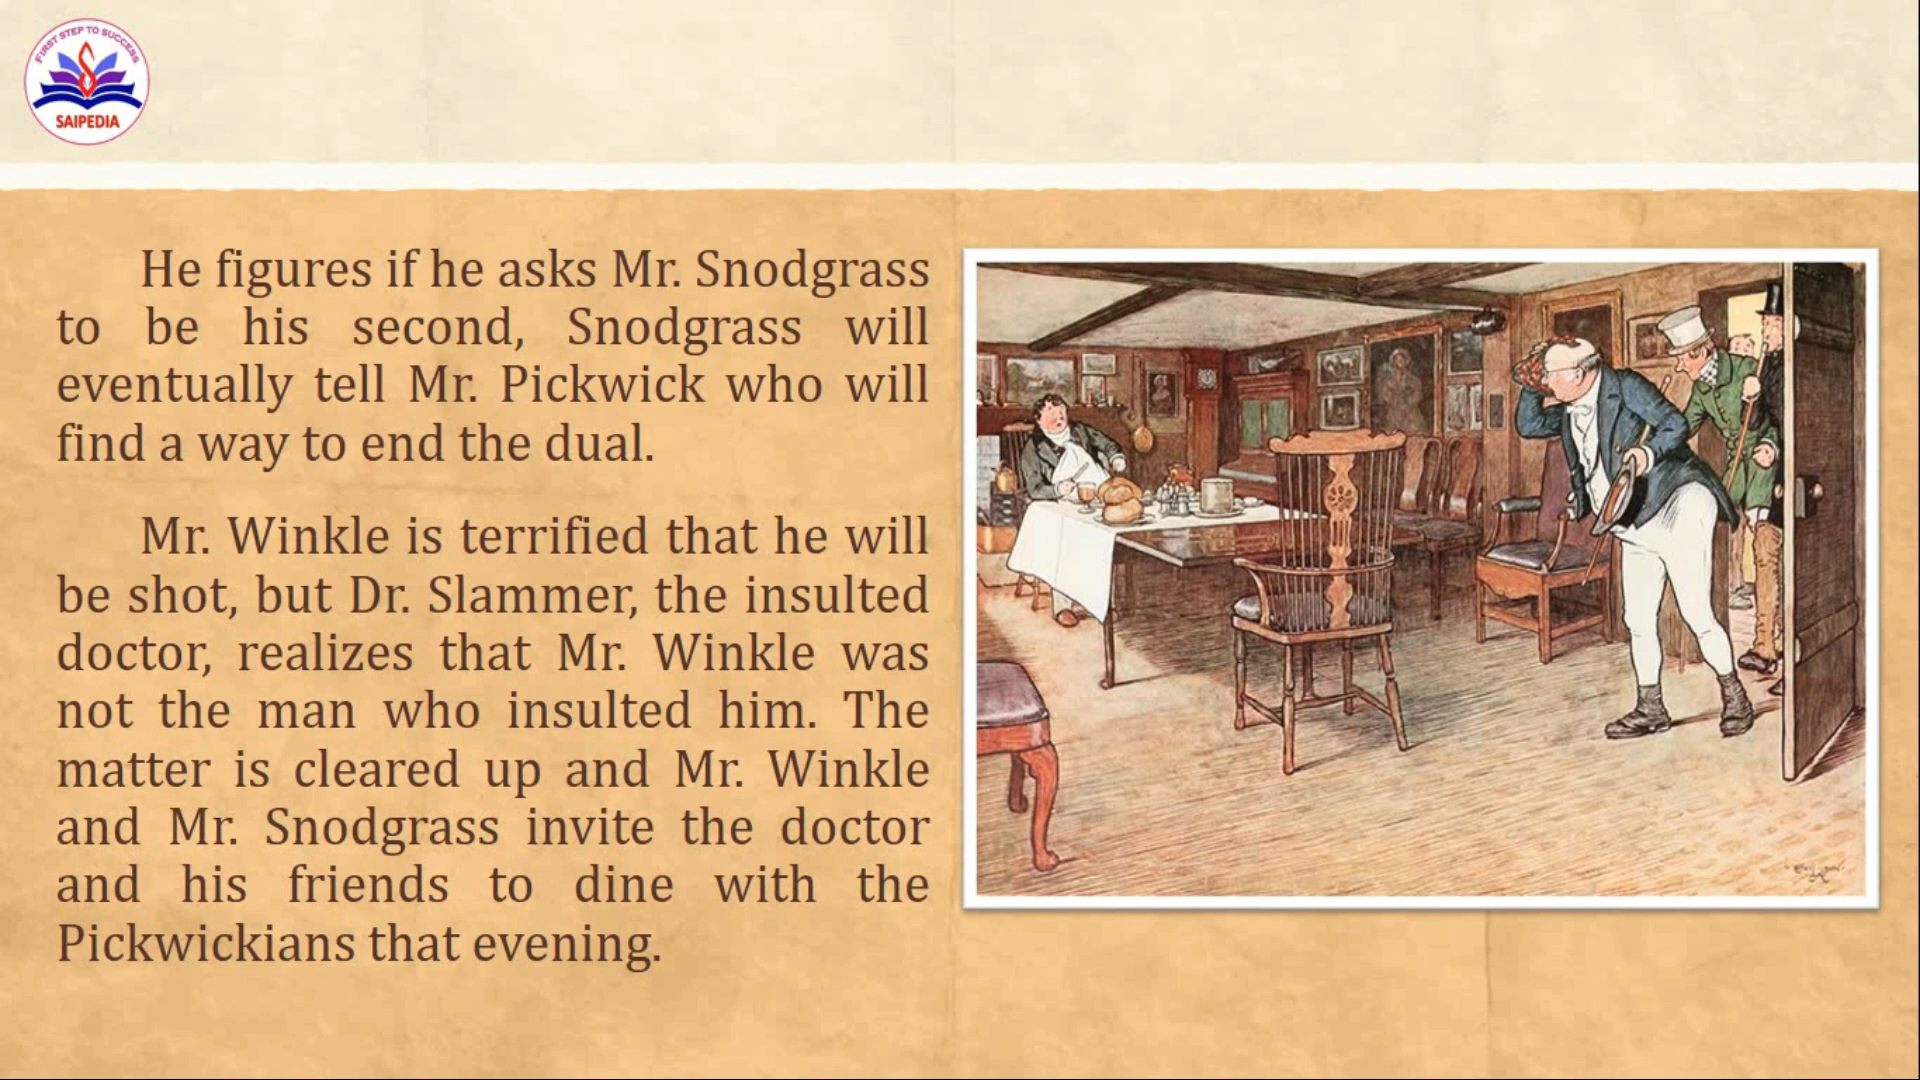 FIRST STEP TO SUCCESS
SAIPEDIA
He figures if he asks Mr. Snodgrass
to be his second, Snodgrass will
eventually tell Mr. Pickwick who will
find a way to end the dual.
Mr. Winkle is terrified that he will
be shot, but Dr. Slammer, the insulted
doctor, realizes that Mr. Winkle was
not the man who insulted him. The
matter is cleared up and Mr. Winkle
and Mr. Snodgrass invite the doctor
and his friends to dine with the
Pickwickians that evening.